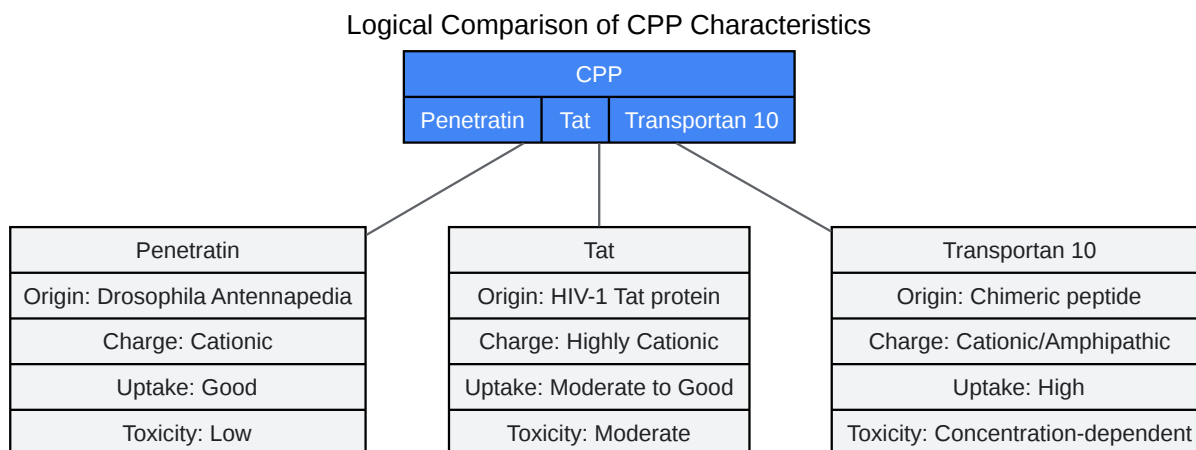 Logical Comparison of CPP Characteristics
CPP
Penetratin Tat Transportan 10
Penetratin
Origin: Drosophila Antennapedia
Charge: Cationic
Uptake: Good
Toxicity: Low
Tat
Origin: HIV-1 Tat protein
Charge: Highly Cationic
Uptake: Moderate to Good
Toxicity: Moderate
Transportan 10
Origin: Chimeric peptide
Charge: Cationic/Amphipathic
Uptake: High
Toxicity: Concentration-dependent